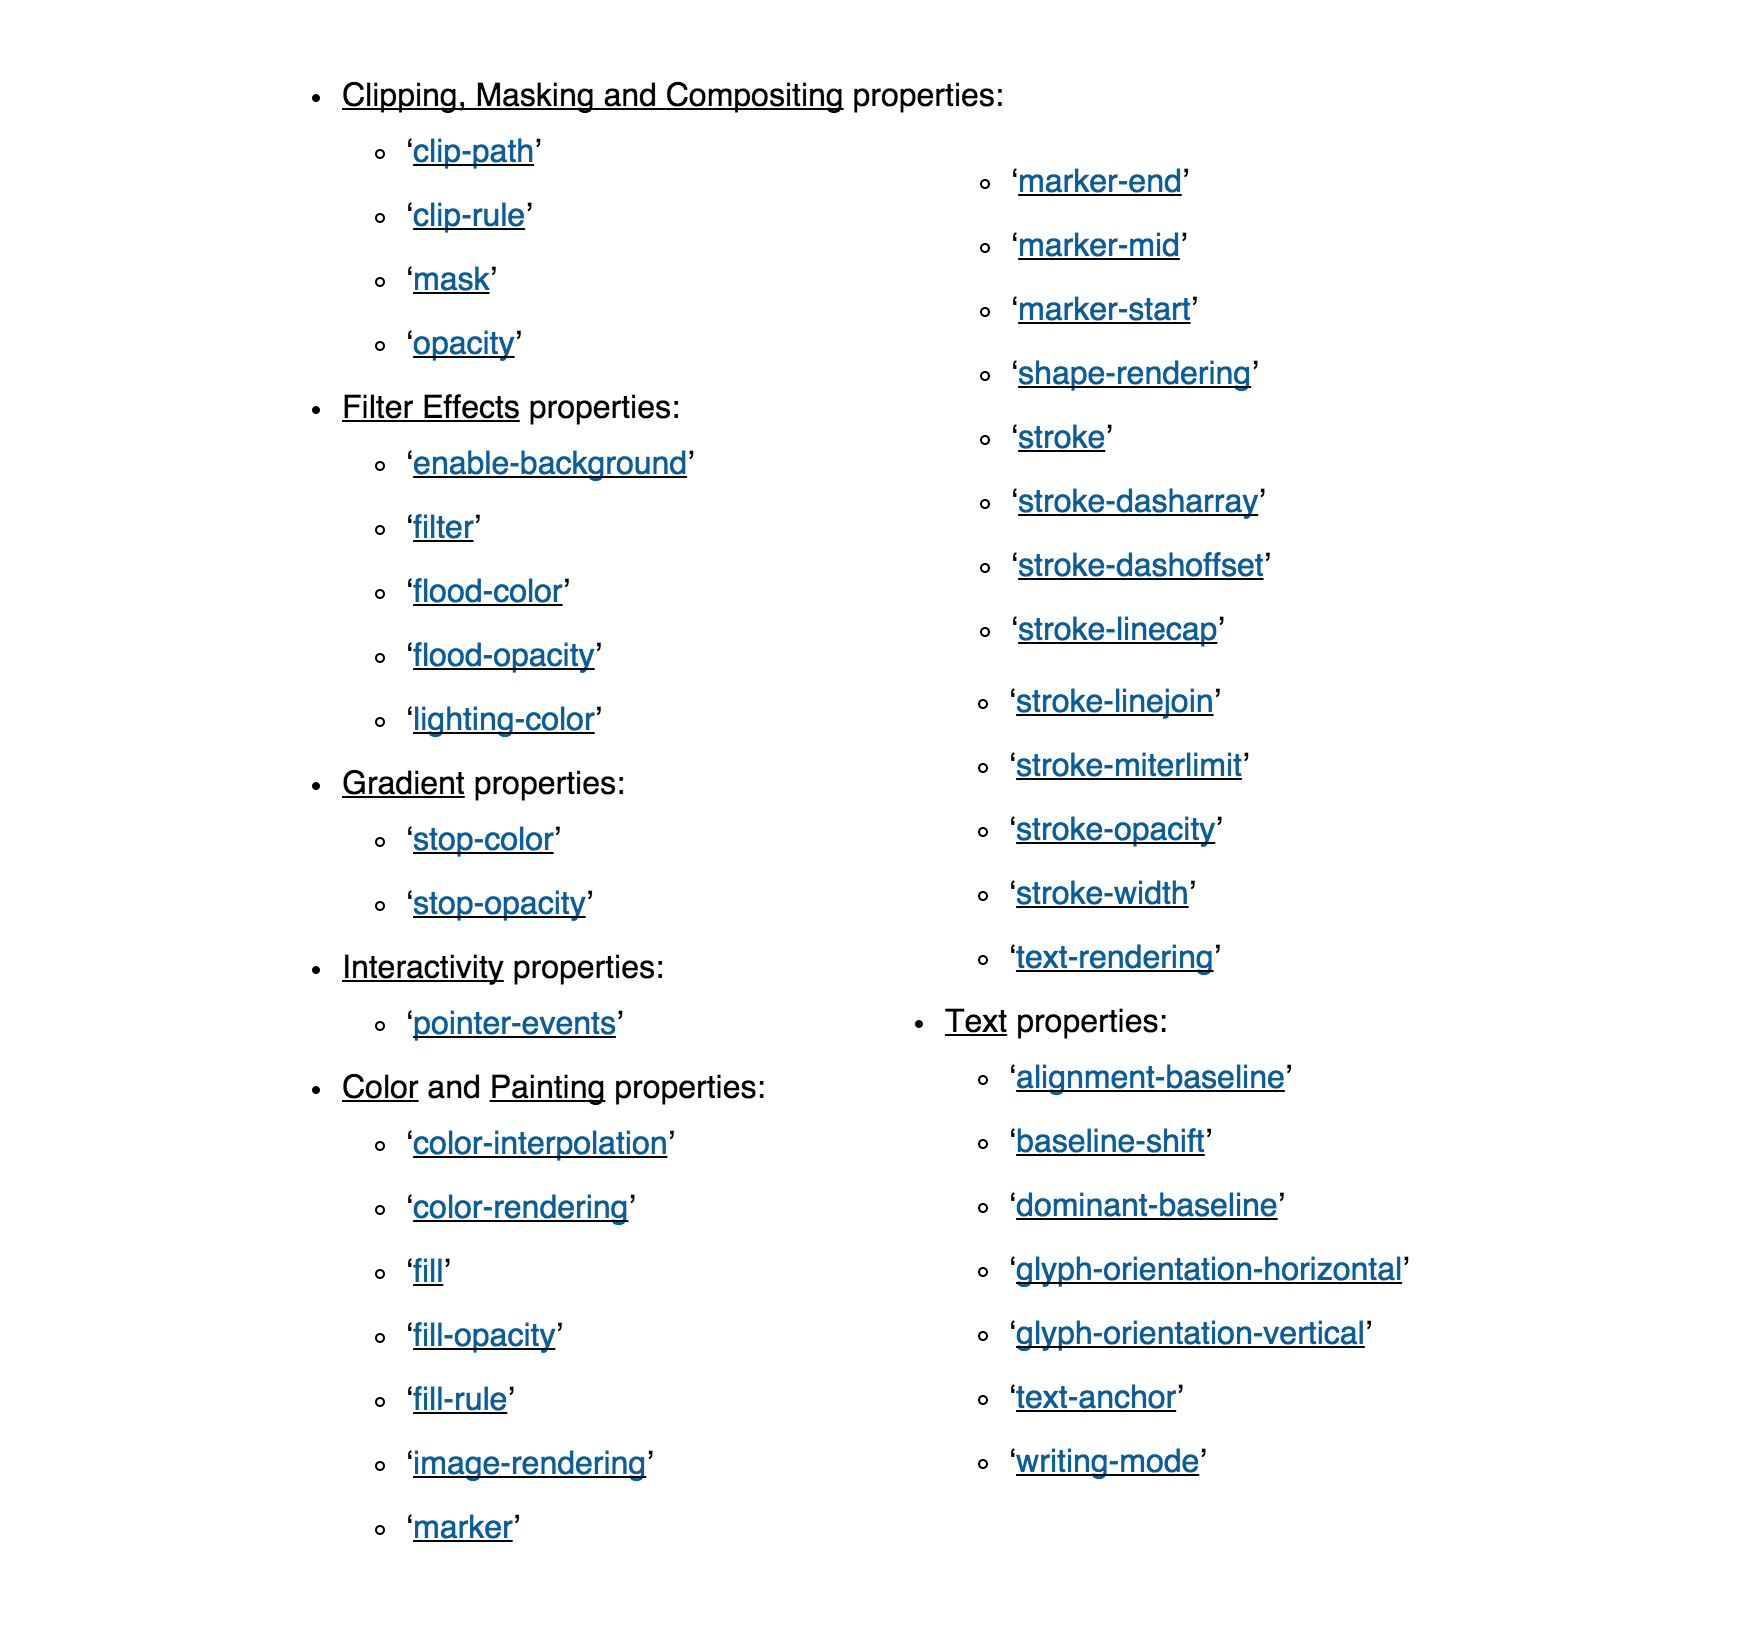 Clipping, Masking and Compositing properties:
‘clip-path’
‘clip-rule’
‘mask’
‘opacity’
Filter Effects properties:
‘enable-background’
‘filter’
‘flood-color’
‘flood-opacity’
‘lighting-color’
Gradient properties:
‘stop-color’
‘stop-opacity’
Interactivity properties:
‘pointer-events’
Color and Painting properties:
‘color-interpolation’
‘color-rendering’
‘fill’
‘fill-opacity’
‘fill-rule’
‘image-rendering’
‘marker’
‘marker-end’
‘marker-mid’
‘marker-start’
‘shape-rendering’
‘stroke’
‘stroke-dasharray’
‘stroke-dashoffset’
‘stroke-linecap’
‘stroke-linejoin’
‘stroke-miterlimit’
‘stroke-opacity’
‘stroke-width’
‘text-rendering’
Text properties:
‘alignment-baseline’
‘baseline-shift’
‘dominant-baseline’
‘glyph-orientation-horizontal’
‘glyph-orientation-vertical’
‘text-anchor’
‘writing-mode’